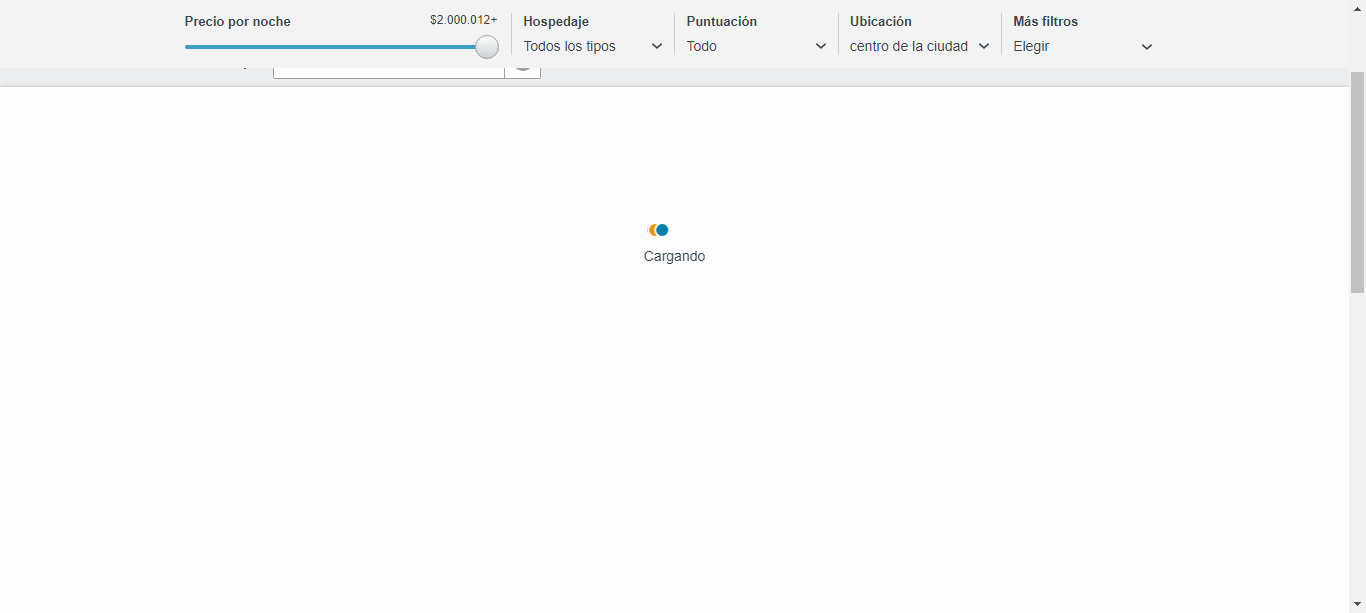 Precio por noche
$2.000.012+
Hospedaje
Todos los tipos
Puntuación
Todo
Ubicación
centro de la ciudad
Más filtros
Elegir
Cargando